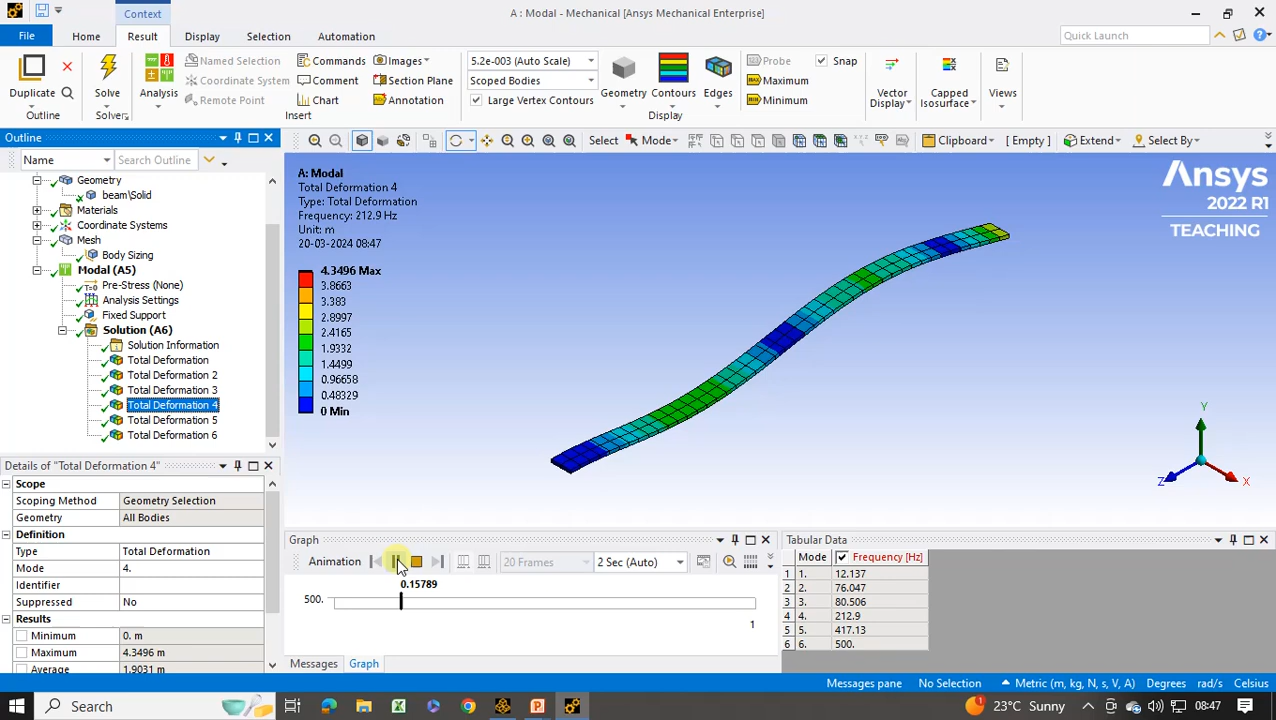 Context
A : Modal - Mechanical [Ansys Mechanical Enterprise]
File
Home
Result
Display
Selection
Automation
Quick Launch
Duplicate
Outline
Solve
Solver
Analysis
Named Selection
Coordinate System
Remote Point
Commands
Comment
Chart
Images
Section Plane
Annotation
Insert
5.2e-003 (Auto Scale)
Scoped Bodies
Large Vertex Contours
Geometry
Contours
Edges
Display
Probe
Snap
Maximum
Minimum
Vector
Display
Capped
Isosurface
Views
Outline
Select
Mode
Clipboard
[ Empty ]
Extend
Select By
Name
Search Outline
Geometry
beam\Solid
Materials
Coordinate Systems
Mesh
Body Sizing
Modal (A5)
Pre-Stress (None)
Analysis Settings
Fixed Support
Solution (A6)
Solution Information
Total Deformation
Total Deformation 2
Total Deformation 3
Total Deformation 4
Total Deformation 5
Total Deformation 6
A: Modal
Total Deformation 4
Type: Total Deformation
Frequency: 212.9 Hz
Unit: m
20-03-2024 08:47
4.3496 Max
3.8663
3.383
2.8997
2.4165
1.9332
1.4499
0.96658
0.48329
0 Min
Ansys
2022 R1
TEACHING
Y
Z
X
Details of "Total Deformation 4"
Scope
Scoping Method
Geometry Selection
Geometry
All Bodies
Definition
Type
Total Deformation
Mode
4.
Identifier
Suppressed
No
Results
Minimum
0. m
Maximum
4.3496 m
Average
1.9031 m
Graph
Animation
20 Frames
2 Sec (Auto)
0.15789
500.
1
Messages
Graph
Tabular Data
Mode
Frequency [Hz]
1 1. 12.137
2 2. 76.047
3 3. 80.506
4 4. 212.9
5 5. 417.13
6 6. 500.
Messages pane
No Selection
Metric (m, kg, N, s, V, A)
Degrees
rad/s
Celsius
Search
23°C Sunny
08:47